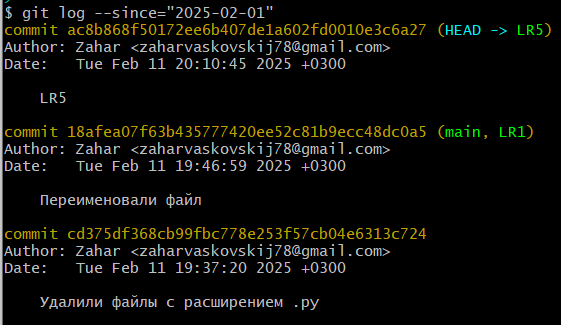 $ git log --since="2025-02-01"
commit ac8b868f50172ee6b407de1a602fd0010e3c6a27 (HEAD -> LR5)
Author: Zahar <zaharvaskovskij78@gmail.com>
Date:   Tue Feb 11 20:10:45 2025 +0300
LR5
commit 18afea07f63b435777420ee52c81b9ecc48dc0a5 (main, LR1)
Author: Zahar <zaharvaskovskij78@gmail.com>
Date:   Tue Feb 11 19:46:59 2025 +0300
Переименовали файл
commit cd375df368cb99fbc778e253f57cb04e6313c724
Author: Zahar <zaharvaskovskij78@gmail.com>
Date:   Tue Feb 11 19:37:20 2025 +0300
Удалили файлы с расширением .py